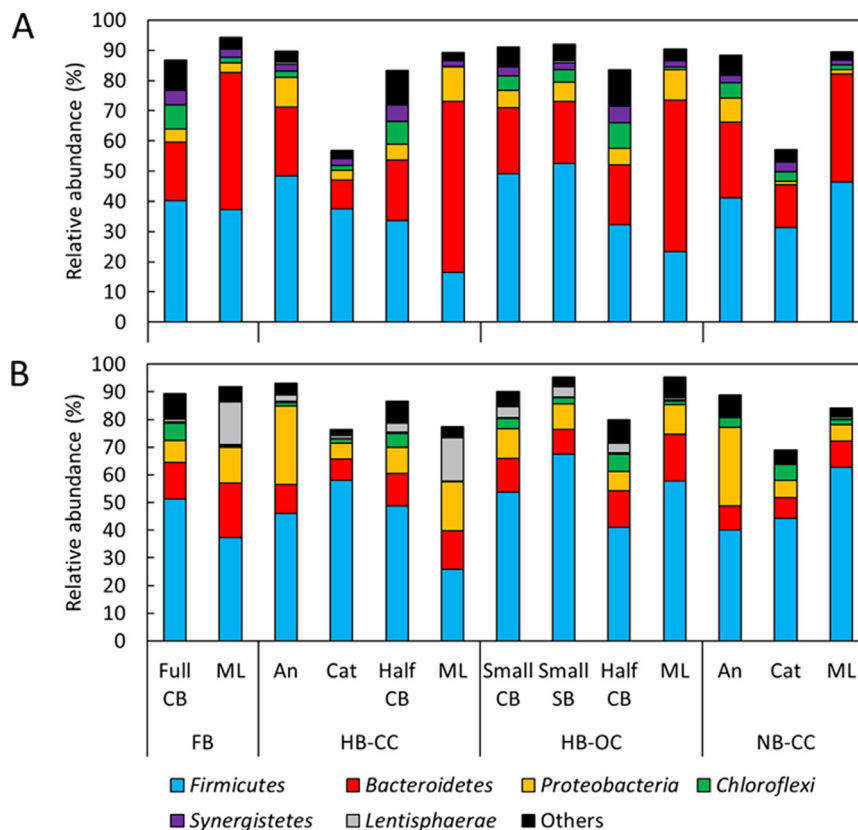 A
Relative abundance (%)
100
90
80
70
60
50
40
30
20
10
0
B
Relative abundance (%)
100
90
80
70
60
50
40
30
20
10
0
Full CB ML An Cat Half CB ML Small CB Small SB Half CB ML An Cat ML
FB HB-CC HB-OC NB-CC
Firmicutes Bacteroidetes Proteobacteria Chloroflexi
Synergistetes Lentisphaerae Others